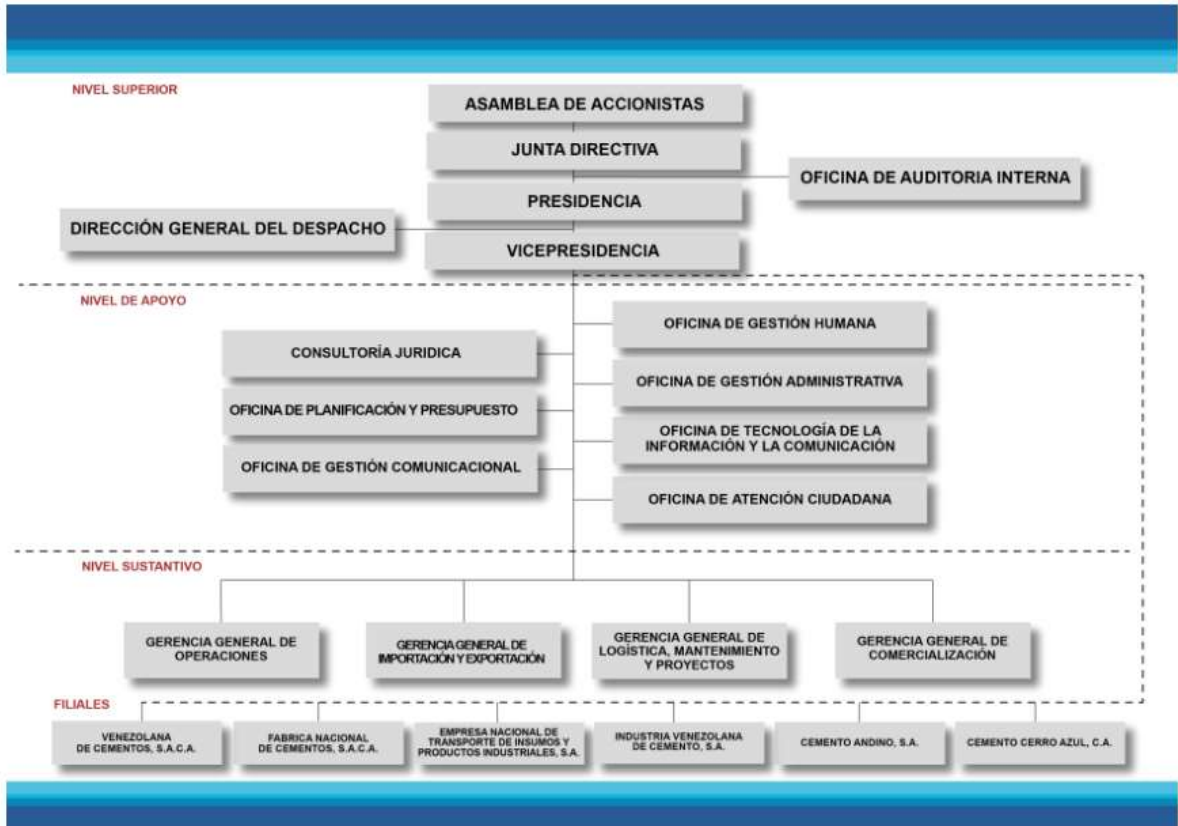 NIVEL SUPERIOR
ASAMBLEA DE ACCIONISTAS
JUNTA DIRECTIVA
OFICINA DE AUDITORIA INTERNA
PRESIDENCIA
DIRECCIÓN GENERAL DEL DESPACHO
VICEPRESIDENCIA
NIVEL DE APOYO
OFICINA DE GESTIÓN HUMANA
CONSULTORÍA JURIDICA
OFICINA DE GESTIÓN ADMINISTRATIVA
OFICINA DE PLANIFICACIÓN Y PRESUPUESTO
OFICINA DE TECNOLOGÍA DE LA
INFORMACIÓN Y LA COMUNICACIÓN
OFICINA DE GESTIÓN COMUNICACIONAL
OFICINA DE ATENCIÓN CIUDADANA
NIVEL SUSTANTIVO
GERENCIA GENERAL DE
OPERACIONES
GERENCIA GENERAL DE
IMPORTACIÓN Y EXPORTACIÓN
GERENCIA GENERAL DE
LOGÍSTICA, MANTENIMIENTO
Y PROYECTOS
GERENCIA GENERAL DE
COMERCIALIZACIÓN
FILIALES
VENEZOLANA
DE CEMENTOS, S.A.C.A.
FABRICA NACIONAL
DE CEMENTOS, S.A.C.A.
EMPRESA NACIONAL DE
TRANSPORTE DE INSUMOS Y
PRODUCTOS INDUSTRIALES, S.A.
INDUSTRIA VENEZOLANA
DE CEMENTO, S.A.
CEMENTO ANDINO, S.A.
CEMENTO CERRO AZUL, C.A.